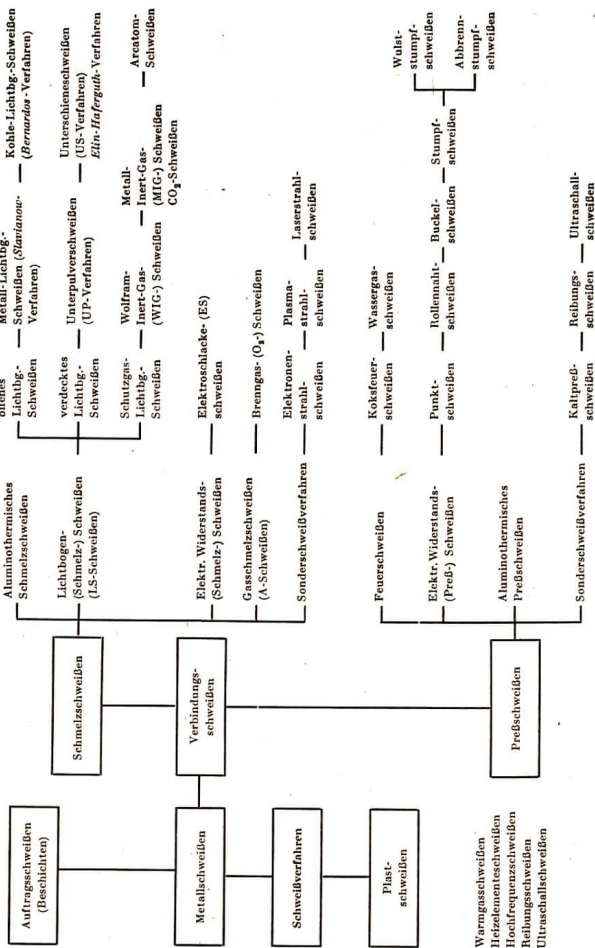 Auftragsschweißen
(Beschichten)
Metallschweißen
Schweißverfahren
Plast-
schweißen
Warmgasschweißen
Heizelementeschweißen
Hochfrequenzschweißen
Reibungsschweißen
Ultraschallschweißen
Schmelzschweißen
Verbindungs-
schweißen
Preßschweißen
Aluminothermisches
Schmelzschweißen
Lichtbogen-
(Schmelz-) Schweißen
(LS-Schweißen)
Elektr. Widerstands-
(Schmelz-) Schweißen
Gasschmelzschweißen
(A-Schweißen)
Sonderschweißverfahren
Feuerschweißen
Elektr. Widerstands-
(Preß-) Schweißen
Aluminothermisches
Preßschweißen
Sonderschweißverfahren
offenes
Lichtbg.-
Schweißen
Metall-Lichtbg.-
Schweißen (Slavianow-
Verfahren)
Kohle-Lichtbg.-Schweißen
(Bernardos-Verfahren)
verdecktes
Lichtbg.-
Schweißen
Unterpulverschweißen
(UP-Verfahren)
Unterschieneschweißen
(US-Verfahren)
Elin-Haferguth-Verfahren
Schutzgas-
Lichtbg.-
Schweißen
Wolfram-
Inert-Gas-
(WIG-) Schweißen
Metall-
Inert-Gas-
(MIG-) Schweißen
CO₂-Schweißen
Arcatom-
Schweißen
Elektroschlacke- (ES)
schweißen
Brenngas- (O₂-) Schweißen
Elektronen-
strahl-
schweißen
Plasma-
strahl-
schweißen
Laserstrahl-
schweißen
Koksfeuer-
schweißen
Wassergas-
schweißen
Punkt-
schweißen
Rollennaht-
schweißen
Buckel-
schweißen
Stumpf-
schweißen
Wulst-
stumpf-
schweißen
Abbrenn-
stumpf-
schweißen
Kaltpreß-
schweißen
Reibungs-
schweißen
Ultraschall-
schweißen